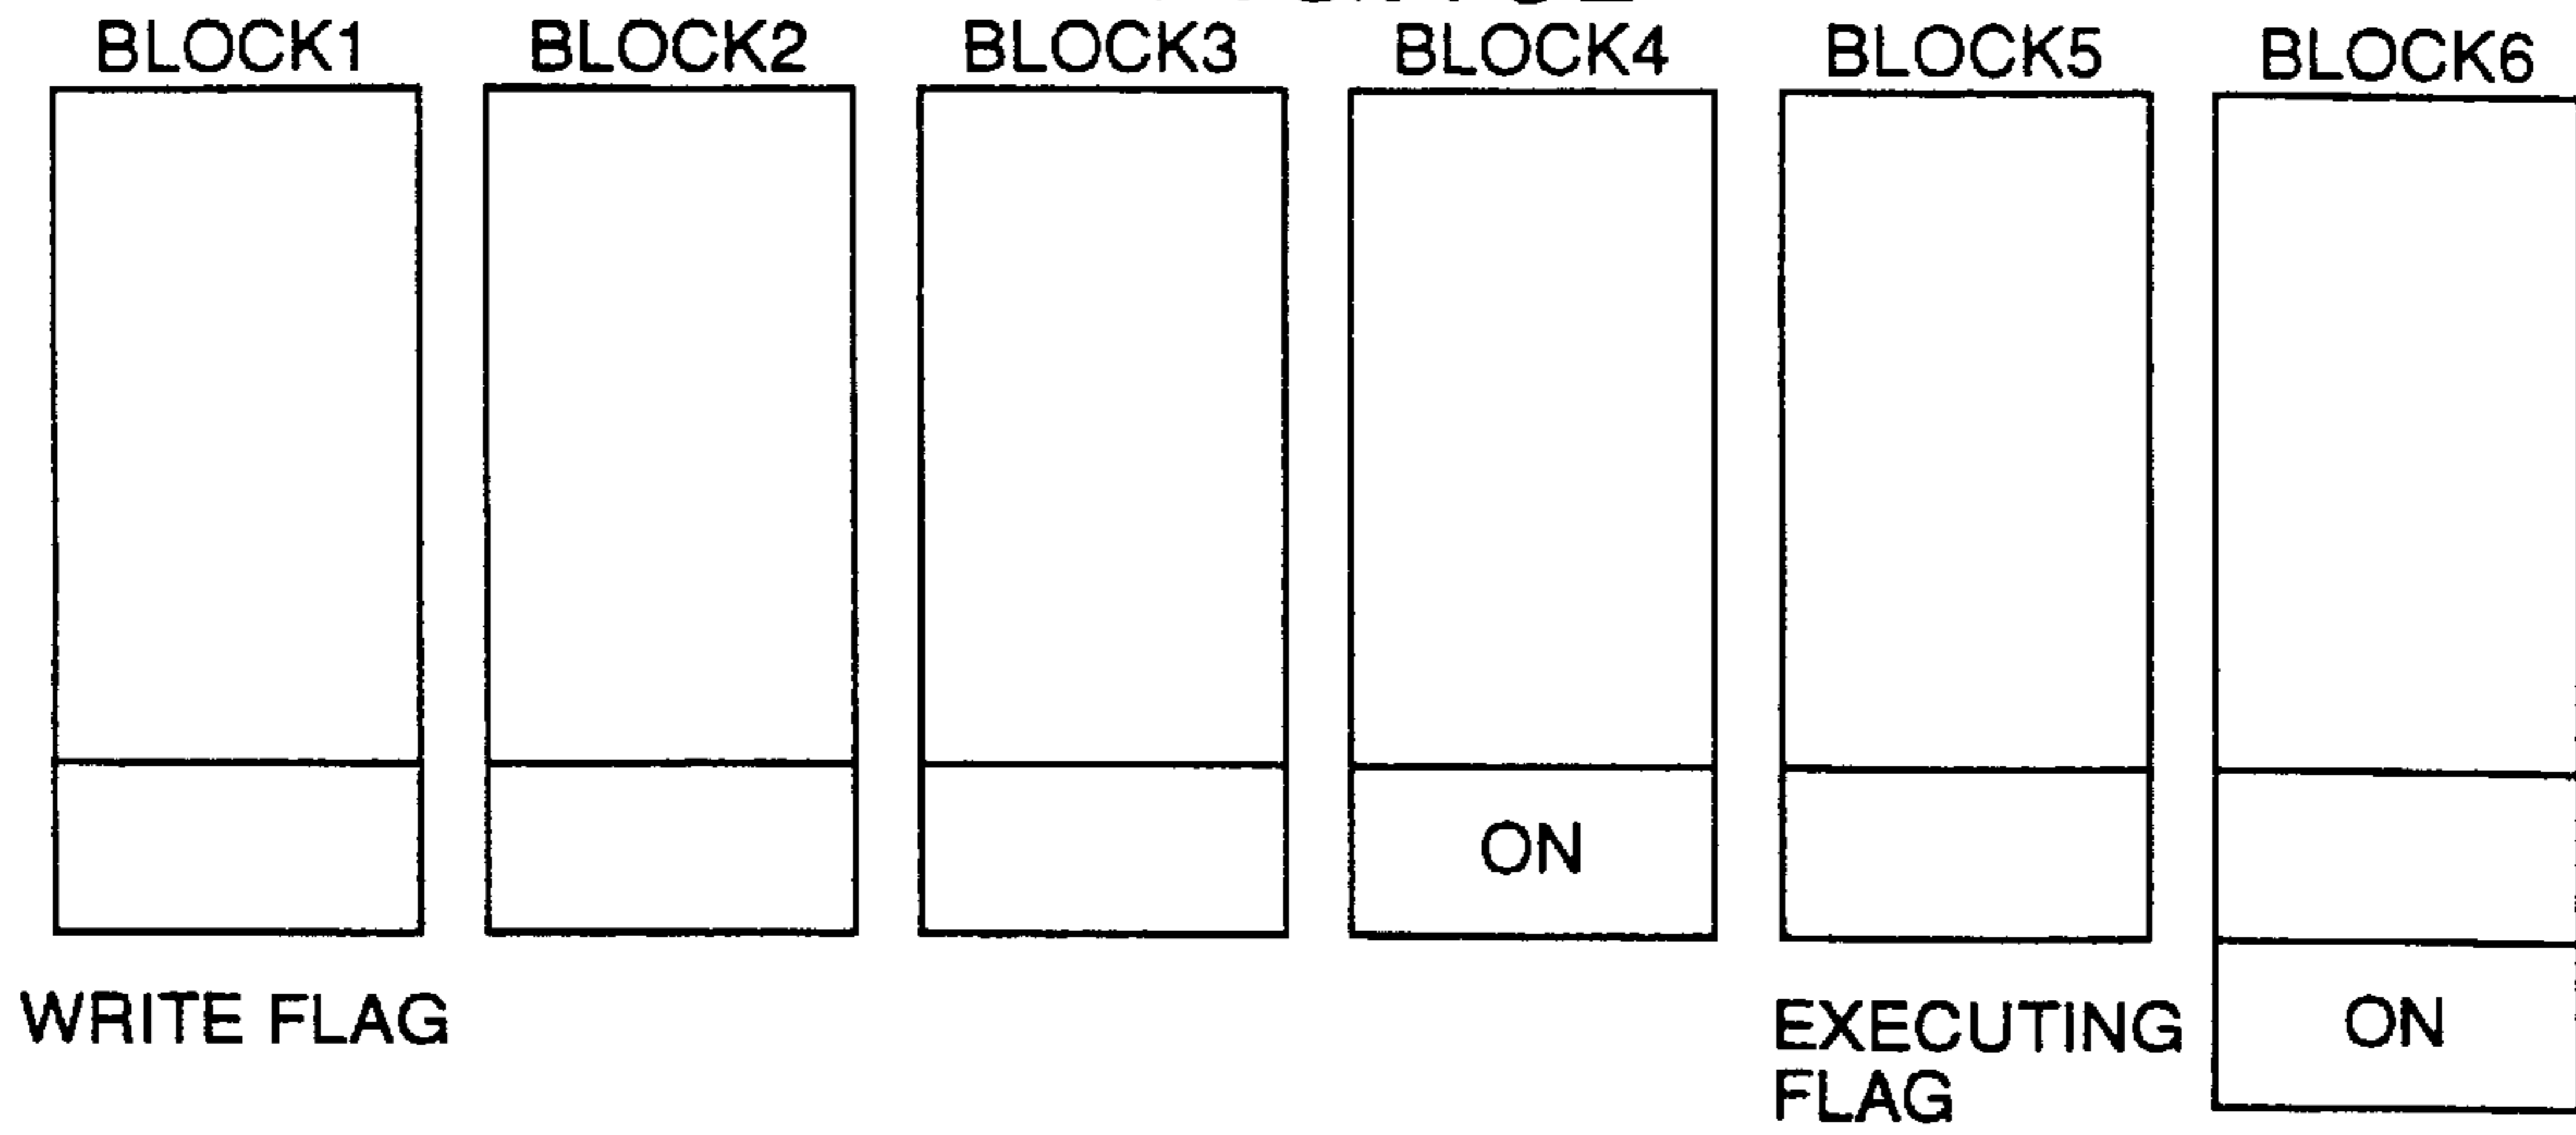 BLOCK1 BLOCK2 BLOCK3 BLOCK4 BLOCK5 BLOCK6
ON
WRITE FLAG
EXECUTING
FLAG
ON